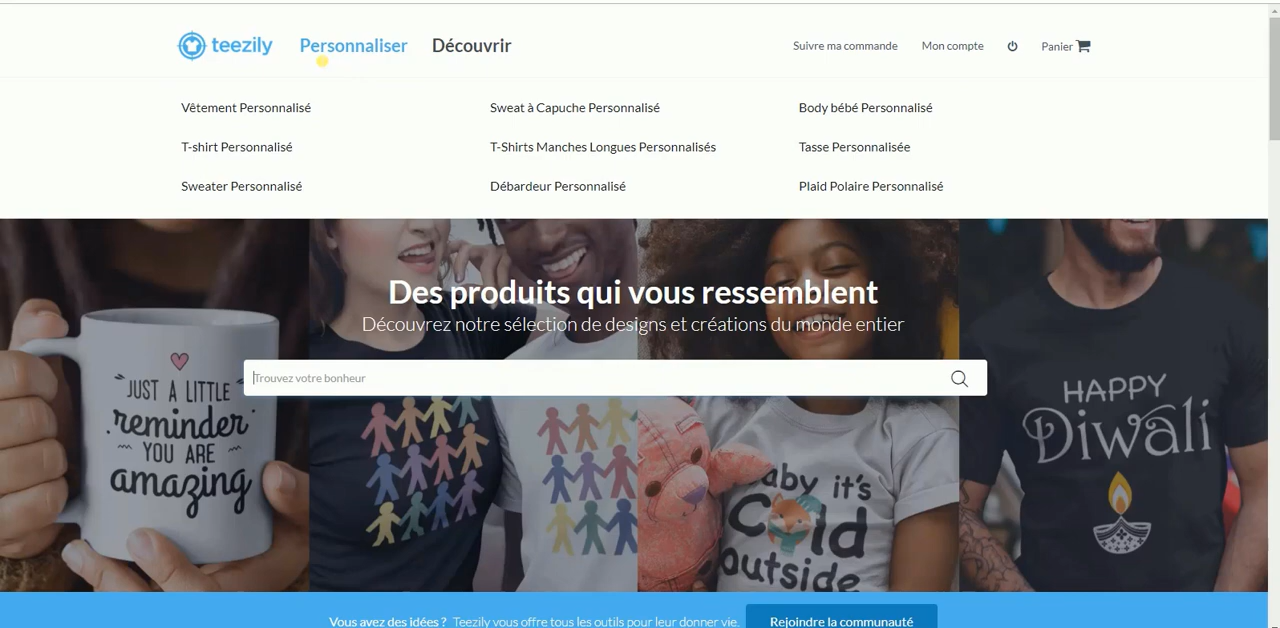 teezily Personnaliser Découvrir Suivre ma commande Mon compte Panier
Vêtement Personnalisé Sweat à Capuche Personnalisé Body bébé Personnalisé
T-shirt Personnalisé T-Shirts Manches Longues Personnalisés Tasse Personnalisée
Sweater Personnalisé Débardeur Personnalisé Plaid Polaire Personnalisé
Des produits qui vous ressemblent
Découvrez notre sélection de designs et créations du monde entier
Trouvez votre bonheur
JUST A LITTLE
reminder
YOU ARE
amazing
aby it's
Cold
outside
HAPPY
Diwali
Vous avez des idées ? Teezily vous offre tous les outils pour leur donner vie. Rejoindre la communauté